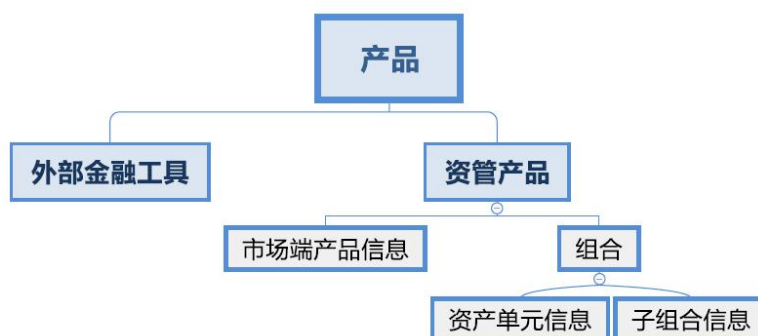 产品
外部金融工具
资管产品
市场端产品信息
组合
资产单元信息
子组合信息